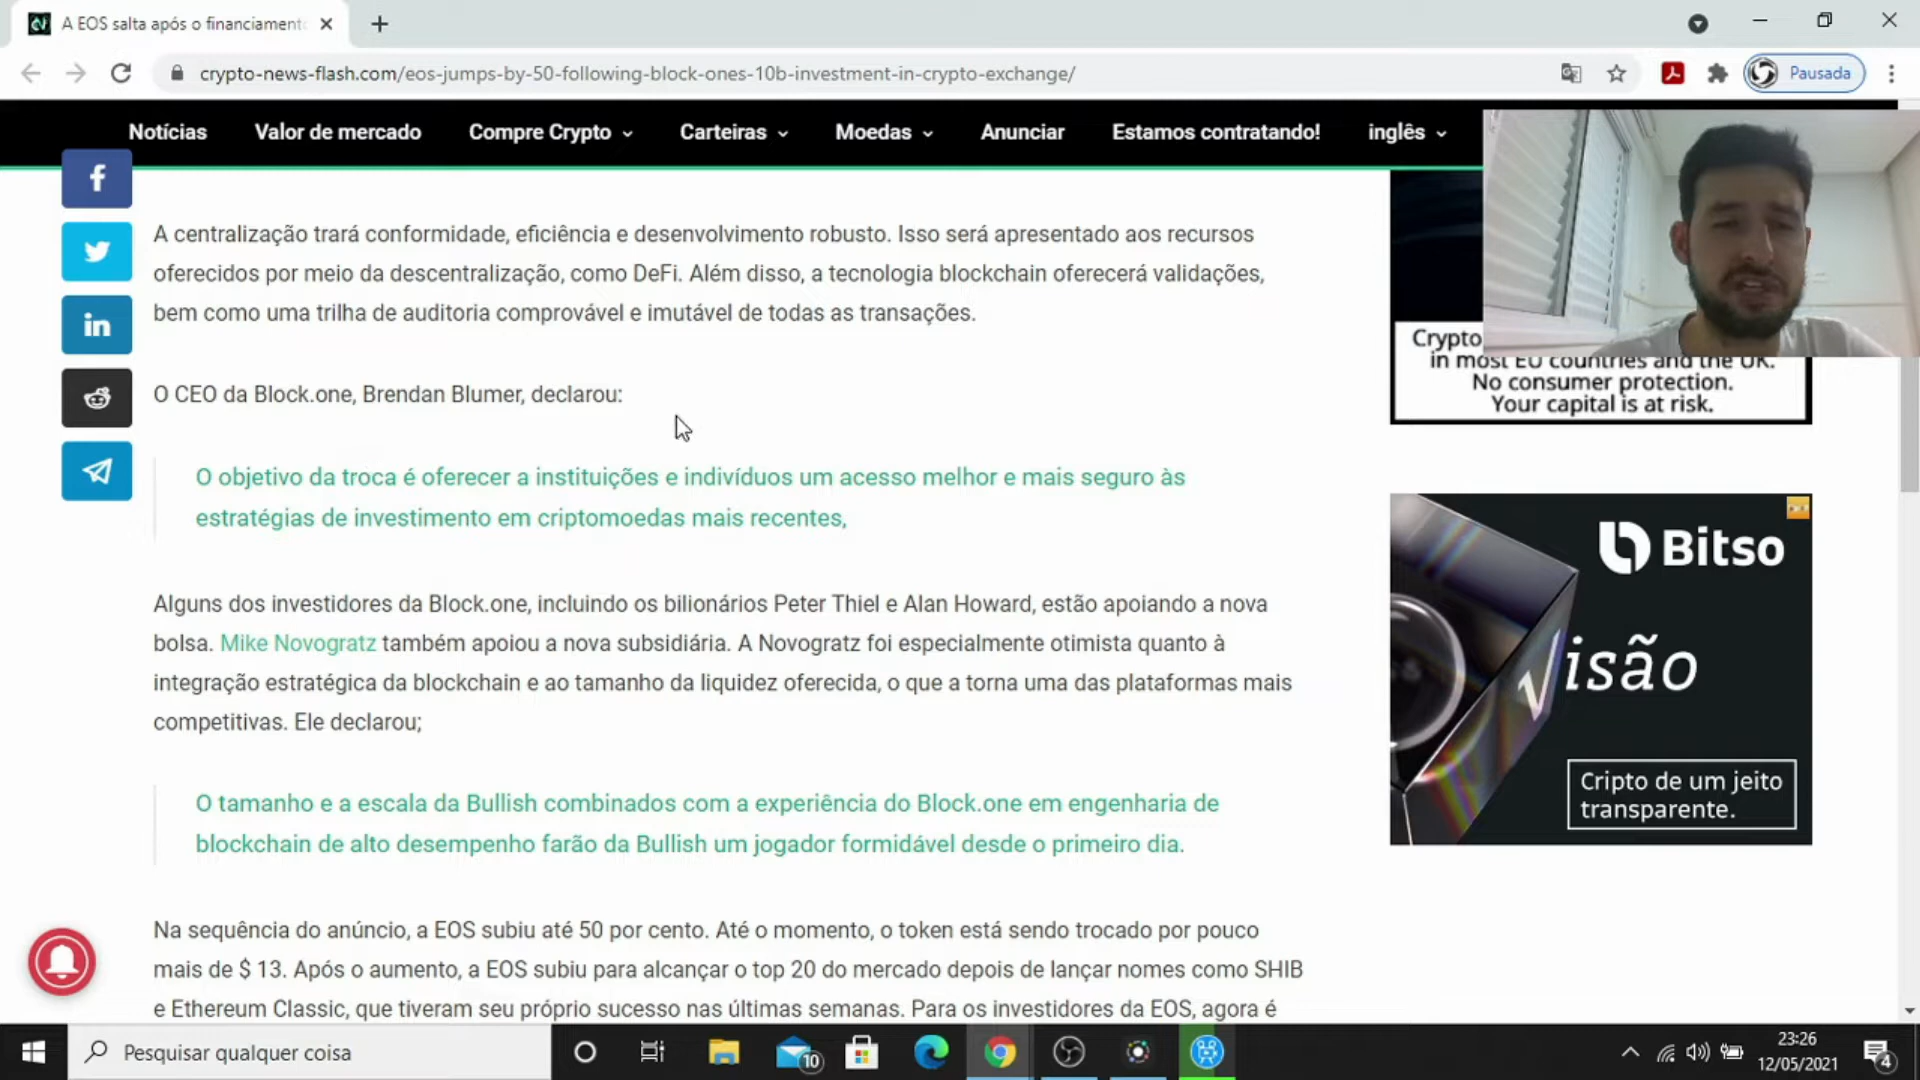 A EOS salta após o financiamento
crypto-news-flash.com/eos-jumps-by-50-following-block-ones-10b-investment-in-crypto-exchange/
Pausada
Notícias
Valor de mercado
Compre Crypto
Carteiras
Moedas
Anunciar
Estamos contratando!
inglês
A centralização trará conformidade, eficiência e desenvolvimento robusto. Isso será apresentado aos recursos
oferecidos por meio da descentralização, como DeFi. Além disso, a tecnologia blockchain oferecerá validações,
bem como uma trilha de auditoria comprovável e imutável de todas as transações.
O CEO da Block.one, Brendan Blumer, declarou:
O objetivo da troca é oferecer a instituições e indivíduos um acesso melhor e mais seguro às
estratégias de investimento em criptomoedas mais recentes,
Alguns dos investidores da Block.one, incluindo os bilionários Peter Thiel e Alan Howard, estão apoiando a nova
bolsa. Mike Novogratz também apoiou a nova subsidiária. A Novogratz foi especialmente otimista quanto à
integração estratégica da blockchain e ao tamanho da liquidez oferecida, o que a torna uma das plataformas mais
competitivas. Ele declarou;
O tamanho e a escala da Bullish combinados com a experiência do Block.one em engenharia de
blockchain de alto desempenho farão da Bullish um jogador formidável desde o primeiro dia.
Na sequência do anúncio, a EOS subiu até 50 por cento. Até o momento, o token está sendo trocado por pouco
mais de $ 13. Após o aumento, a EOS subiu para alcançar o top 20 do mercado depois de lançar nomes como SHIB
e Ethereum Classic, que tiveram seu próprio sucesso nas últimas semanas. Para os investidores da EOS, agora é
Crypto
in most EU countries and the UK.
No consumer protection.
Your capital is at risk.
Bitso
Visão
Cripto de um jeito
transparente.
Pesquisar qualquer coisa
10
23:26
12/05/2021
4